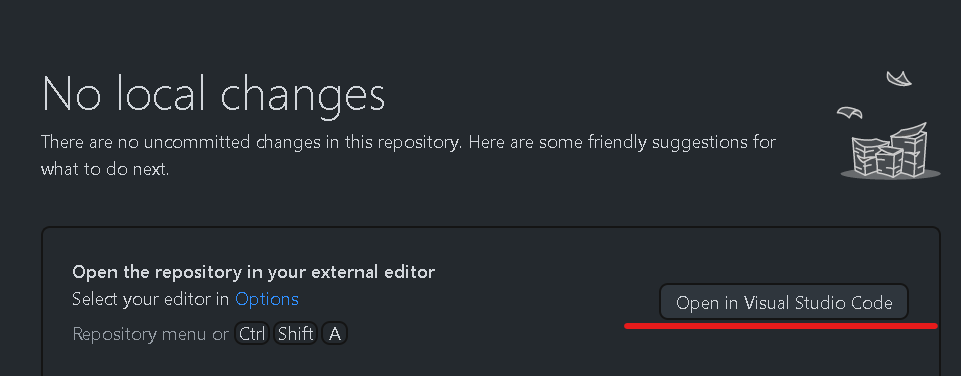 No local changes
There are no uncommitted changes in this repository. Here are some friendly suggestions for
what to do next.
Open the repository in your external editor
Select your editor in Options
Open in Visual Studio Code
Repository menu or Ctrl Shift A